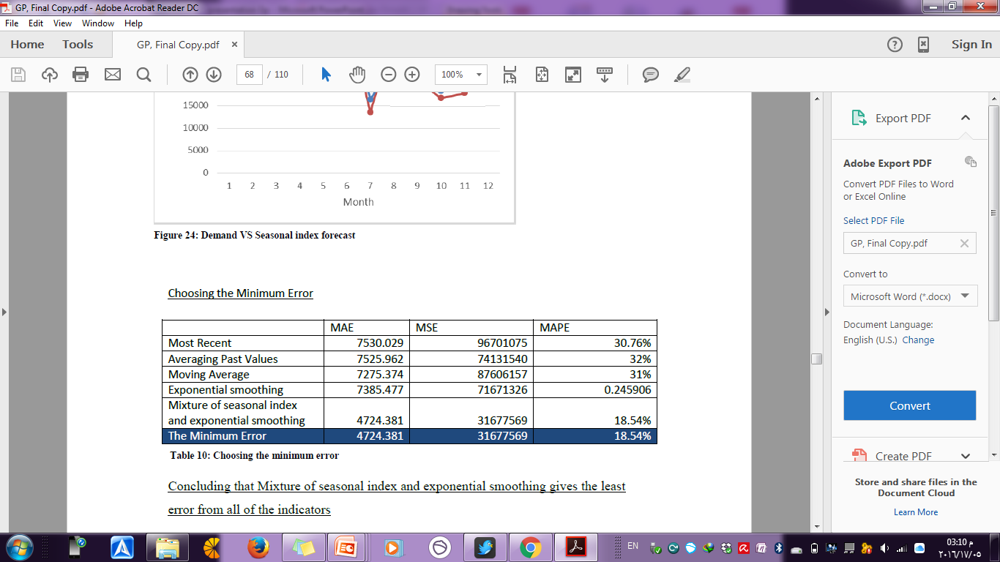 GP, Final Copy.pdf - Adobe Acrobat Reader DC
File Edit View Window Help
Home Tools GP, Final Copy.pdf × Sign In
68 / 110 100%
15000
10000
5000
0
1 2 3 4 5 6 7 8 9 10 11 12
Month
Figure 24: Demand VS Seasonal index forecast
Choosing the Minimum Error
MAE MSE MAPE
Most Recent 7530.029 96701075 30.76%
Averaging Past Values 7525.962 74131540 32%
Moving Average 7275.374 87606157 31%
Exponential smoothing 7385.477 71671326 0.245906
Mixture of seasonal index
and exponential smoothing 4724.381 31677569 18.54%
The Minimum Error 4724.381 31677569 18.54%
Table 10: Choosing the minimum error
Concluding that Mixture of seasonal index and exponential smoothing gives the least
error from all of the indicators
Export PDF
Adobe Export PDF
Convert PDF Files to Word
or Excel Online
Select PDF File
GP, Final Copy.pdf
Convert to
Microsoft Word (*.docx)
Document Language:
English (U.S.) Change
Convert
Create PDF
Store and share files in the
Document Cloud
Learn More
EN
03:10 م
٢٠١٦/١٧/٠٥